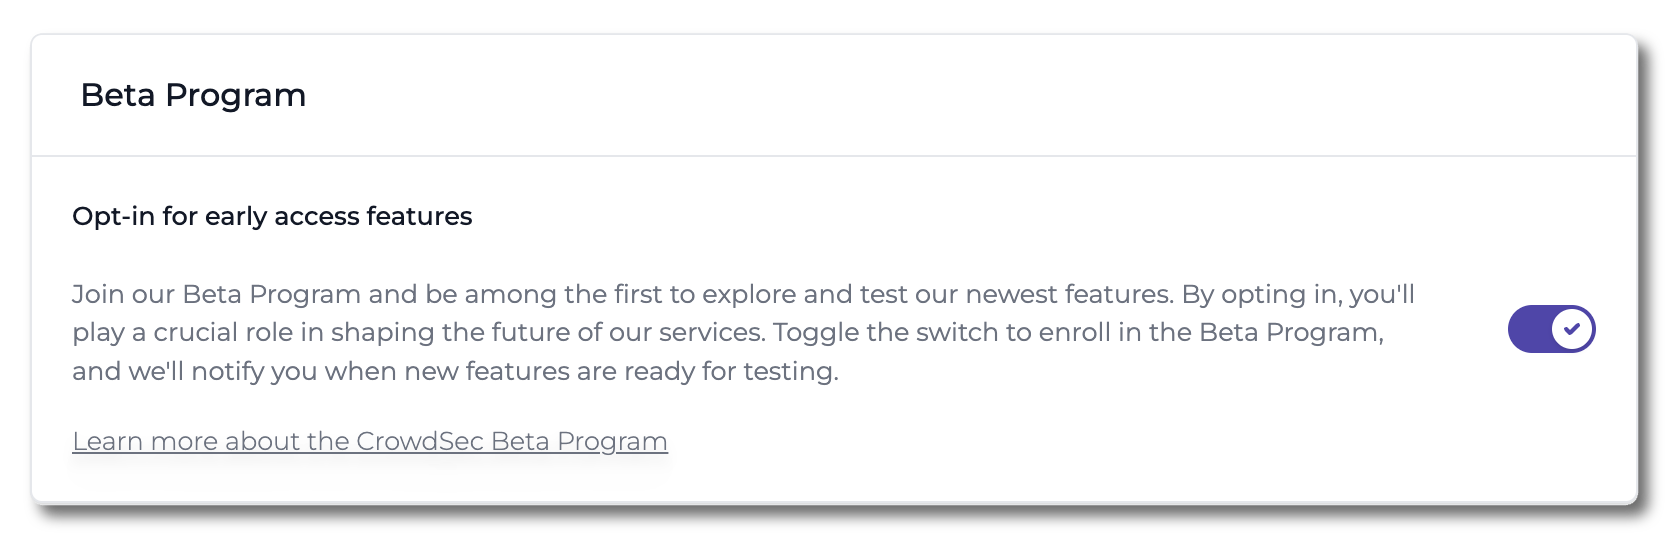 Beta Program
Opt-in for early access features
Join our Beta Program and be among the first to explore and test our newest features. By opting in, you'll
play a crucial role in shaping the future of our services. Toggle the switch to enroll in the Beta Program,
and we'll notify you when new features are ready for testing.
Learn more about the CrowdSec Beta Program